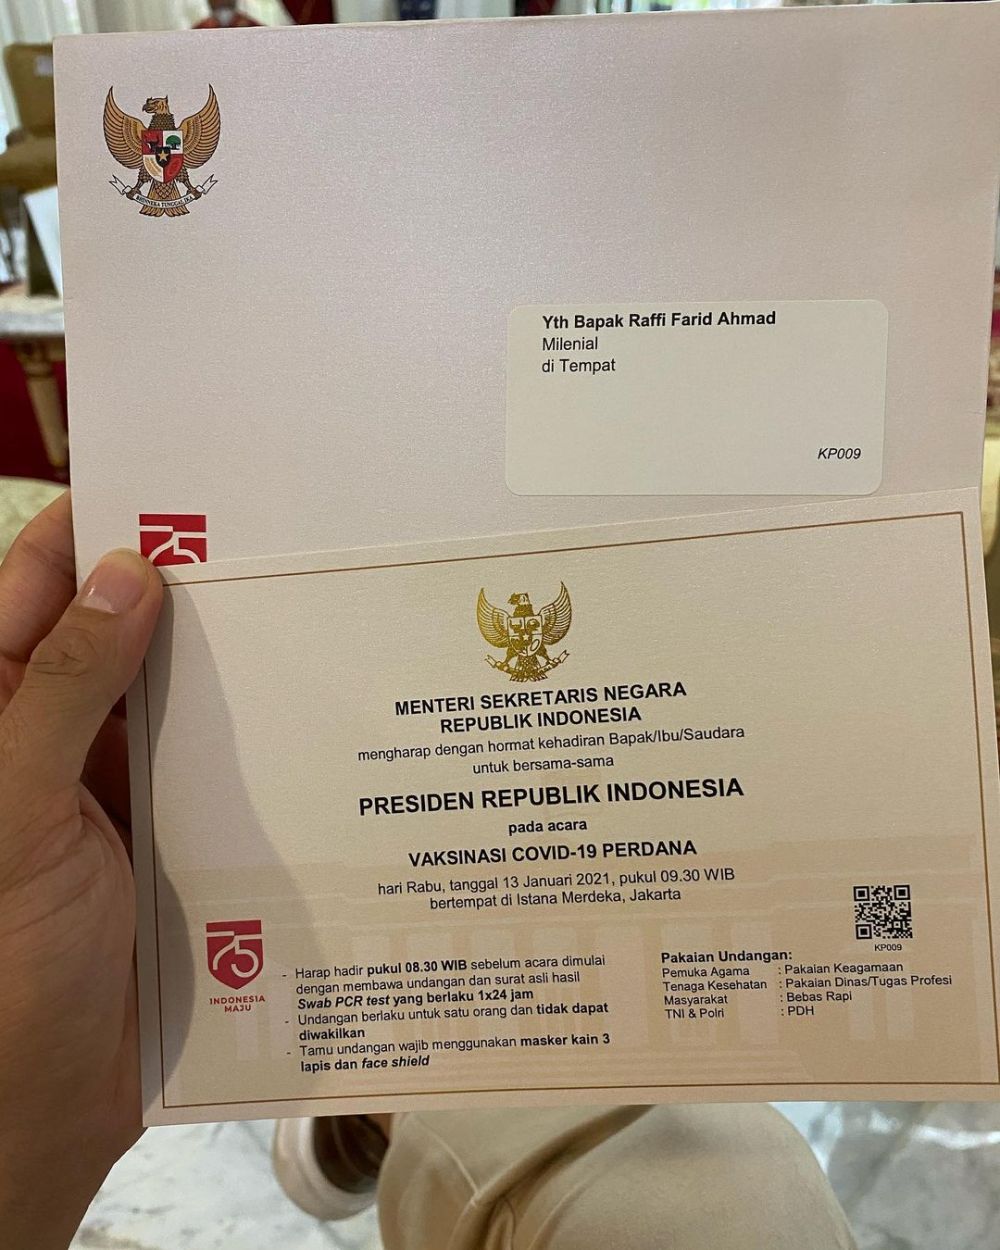 BHINNEKA TUNGGAL IKA
Yth Bapak Raffi Farid Ahmad
Milenial
di Tempat
KP009
75
MENTERI SEKRETARIS NEGARA
REPUBLIK INDONESIA
mengharap dengan hormat kehadiran Bapak/Ibu/Saudara
untuk bersama-sama
PRESIDEN REPUBLIK INDONESIA
pada acara
VAKSINASI COVID-19 PERDANA
hari Rabu, tanggal 13 Januari 2021, pukul 09.30 WIB
bertempat di Istana Merdeka, Jakarta
KP009
75
INDONESIA
MAJU
- Harap hadir pukul 08.30 WIB sebelum acara dimulai
dengan membawa undangan dan surat asli hasil
Swab PCR test yang berlaku 1x24 jam
- Undangan berlaku untuk satu orang dan tidak dapat
diwakilkan
- Tamu undangan wajib menggunakan masker kain 3
lapis dan face shield
Pakaian Undangan:
Pemuka Agama : Pakaian Keagamaan
Tenaga Kesehatan : Pakaian Dinas/Tugas Profesi
Masyarakat : Bebas Rapi
TNI & Polri : PDH